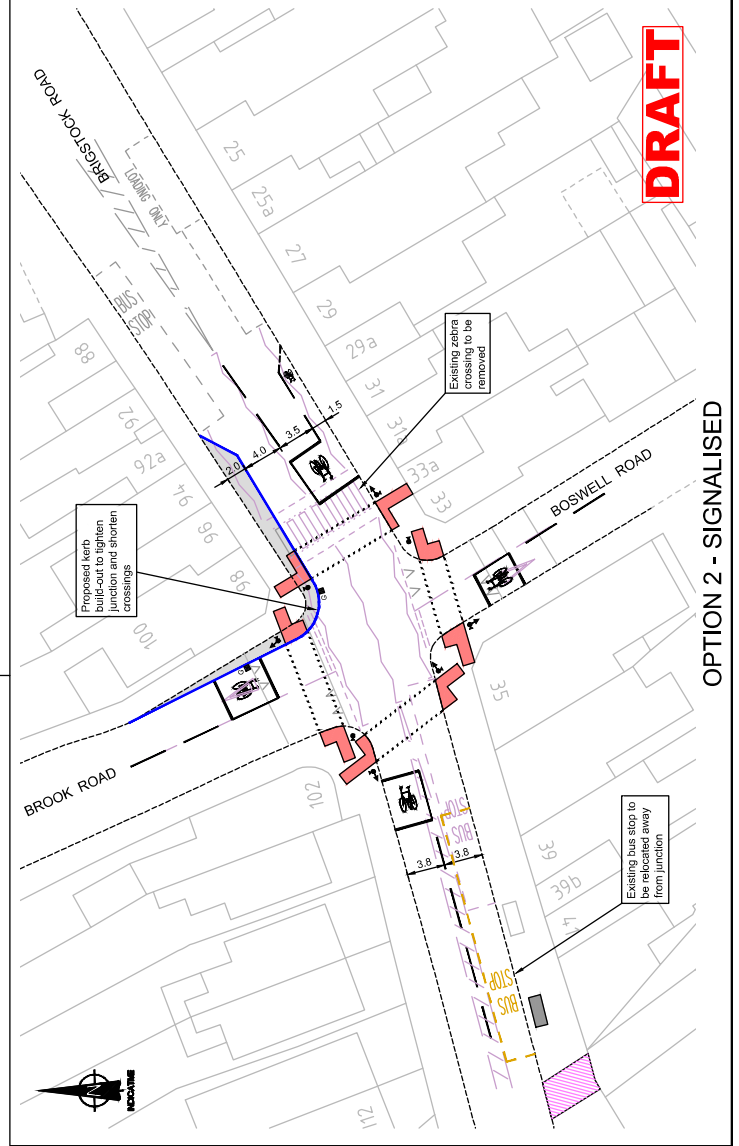 BRIGSTOCK ROAD
LOADING ONLY
BUS
STOP
25
25a
27
29
29a
31
31a
33a
33
88
92
92a
94
96
98
100
Proposed kerb
build-out to tighten
junction and shorten
crossings
2.0
4.0
3.5
1.5
Existing zebra
crossing to be
removed
G
G
BROOK ROAD
BOSWELL ROAD
102
35
3.8
3.8
BUS
STOP
BUS
STOP
39
39b
41
112
Existing bus stop to
be relocated away
from junction
N
INDICATIVE
DRAFT
OPTION 2 - SIGNALISED